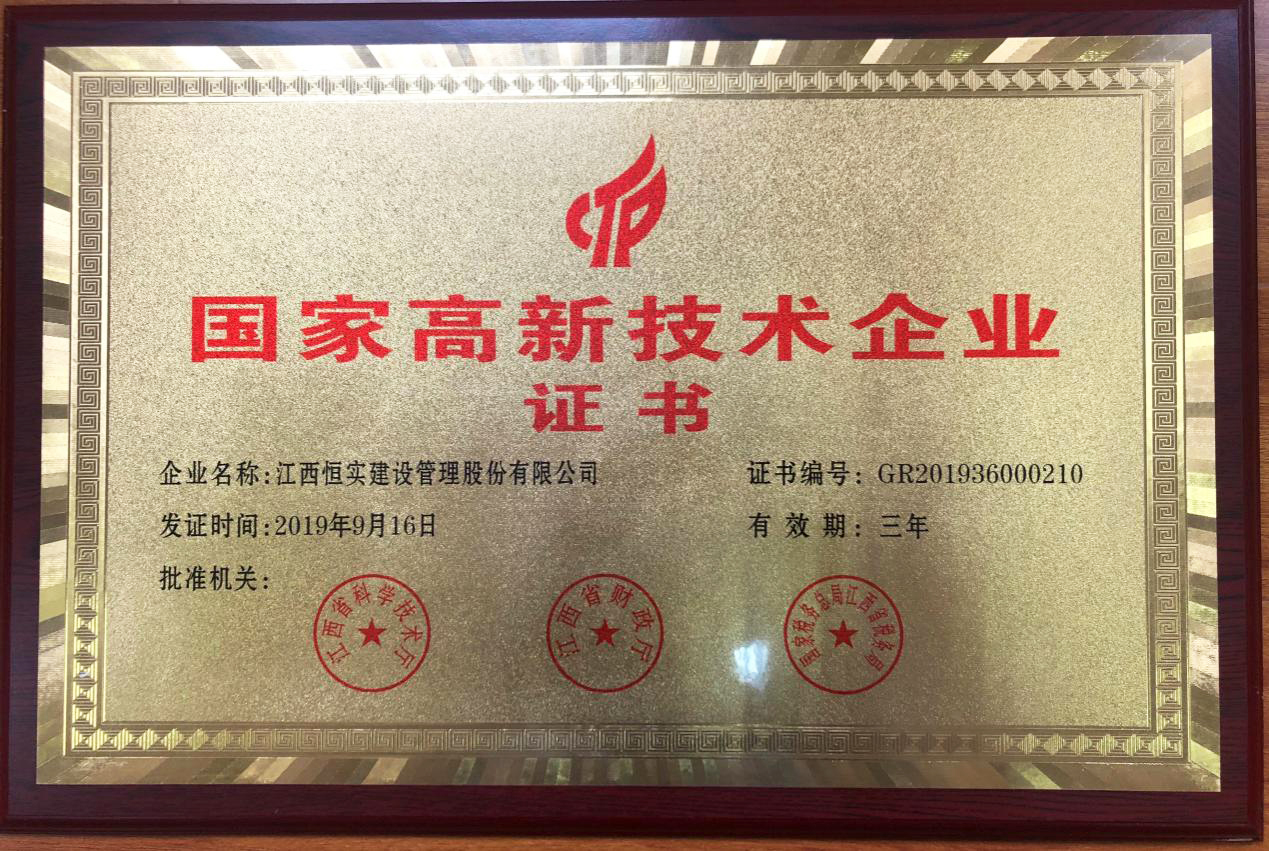 CTP
国家高新技术企业
证书
企业名称:江西恒实建设管理股份有限公司
证书编号: GR201936000210
发证时间:2019年9月16日
有效期: 三年
批准机关:
江西省科学技术厅
江西省财政厅
国家税务总局江西省税务局